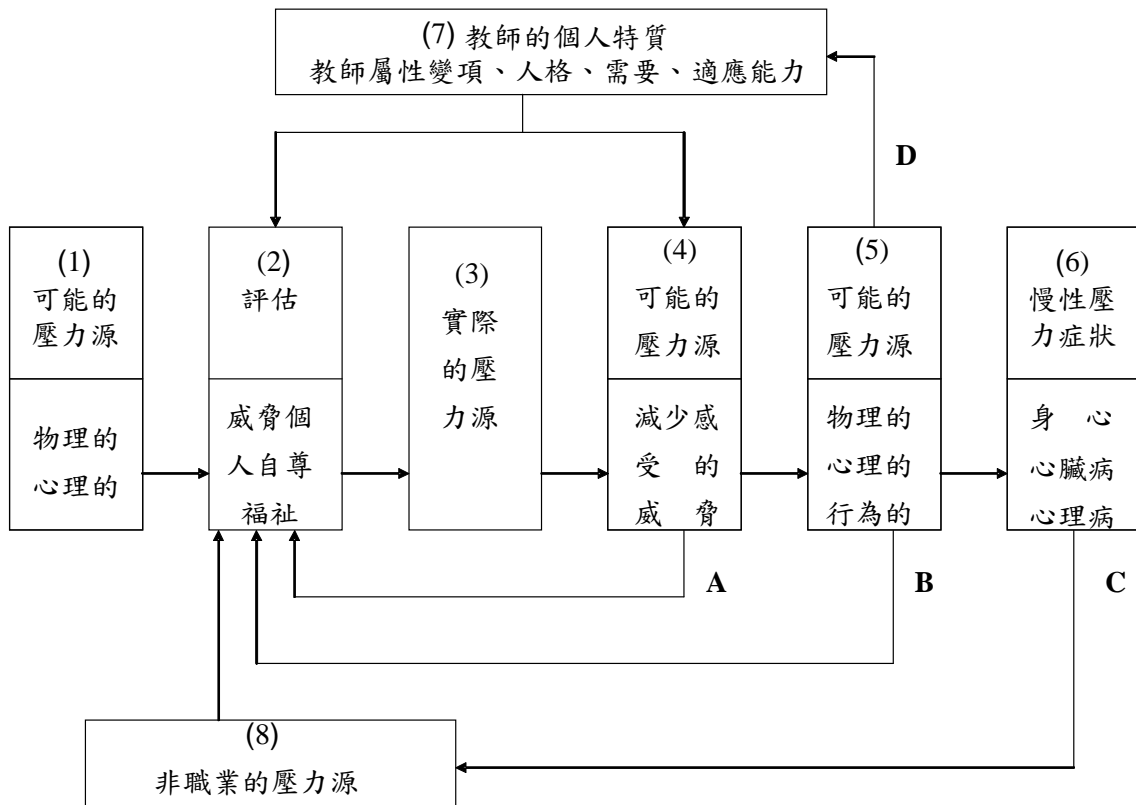 (7) 教師的個人特質
教師屬性變項、人格、需要、適應能力
D
(1)
可能的
壓力源
物理的
心理的
(2)
評估
威脅個
人自尊
福祉
(3)
實際
的壓
力源
(4)
可能的
壓力源
減少感
受的
威脅
(5)
可能的
壓力源
物理的
心理的
行為的
(6)
慢性壓
力症狀
身心
心臟病
心理病
A
B
C
(8)
非職業的壓力源